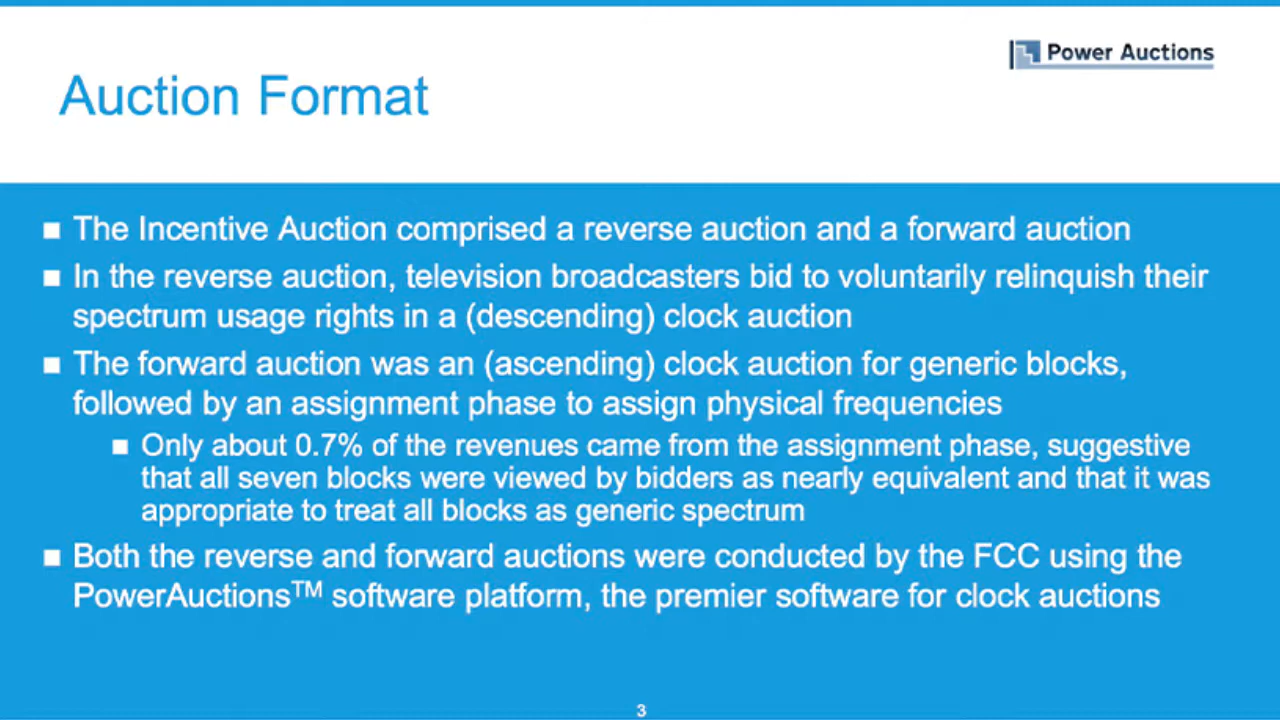 Power Auctions
Auction Format
■ The Incentive Auction comprised a reverse auction and a forward auction
■ In the reverse auction, television broadcasters bid to voluntarily relinquish their
spectrum usage rights in a (descending) clock auction
■ The forward auction was an (ascending) clock auction for generic blocks,
followed by an assignment phase to assign physical frequencies
■ Only about 0.7% of the revenues came from the assignment phase, suggestive
that all seven blocks were viewed by bidders as nearly equivalent and that it was
appropriate to treat all blocks as generic spectrum
■ Both the reverse and forward auctions were conducted by the FCC using the
PowerAuctions™ software platform, the premier software for clock auctions
3